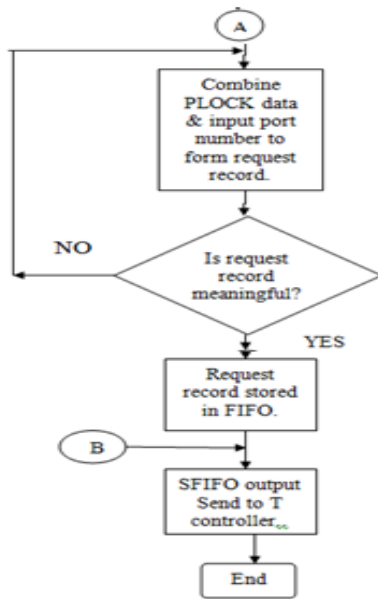 A
Combine
PLOCK data
& input port
number to
form request
record.
NO
Is request
record
meaningful?
YES
Request
record stored
in FIFO.
B
SFIFO output
Send to T
controller
End